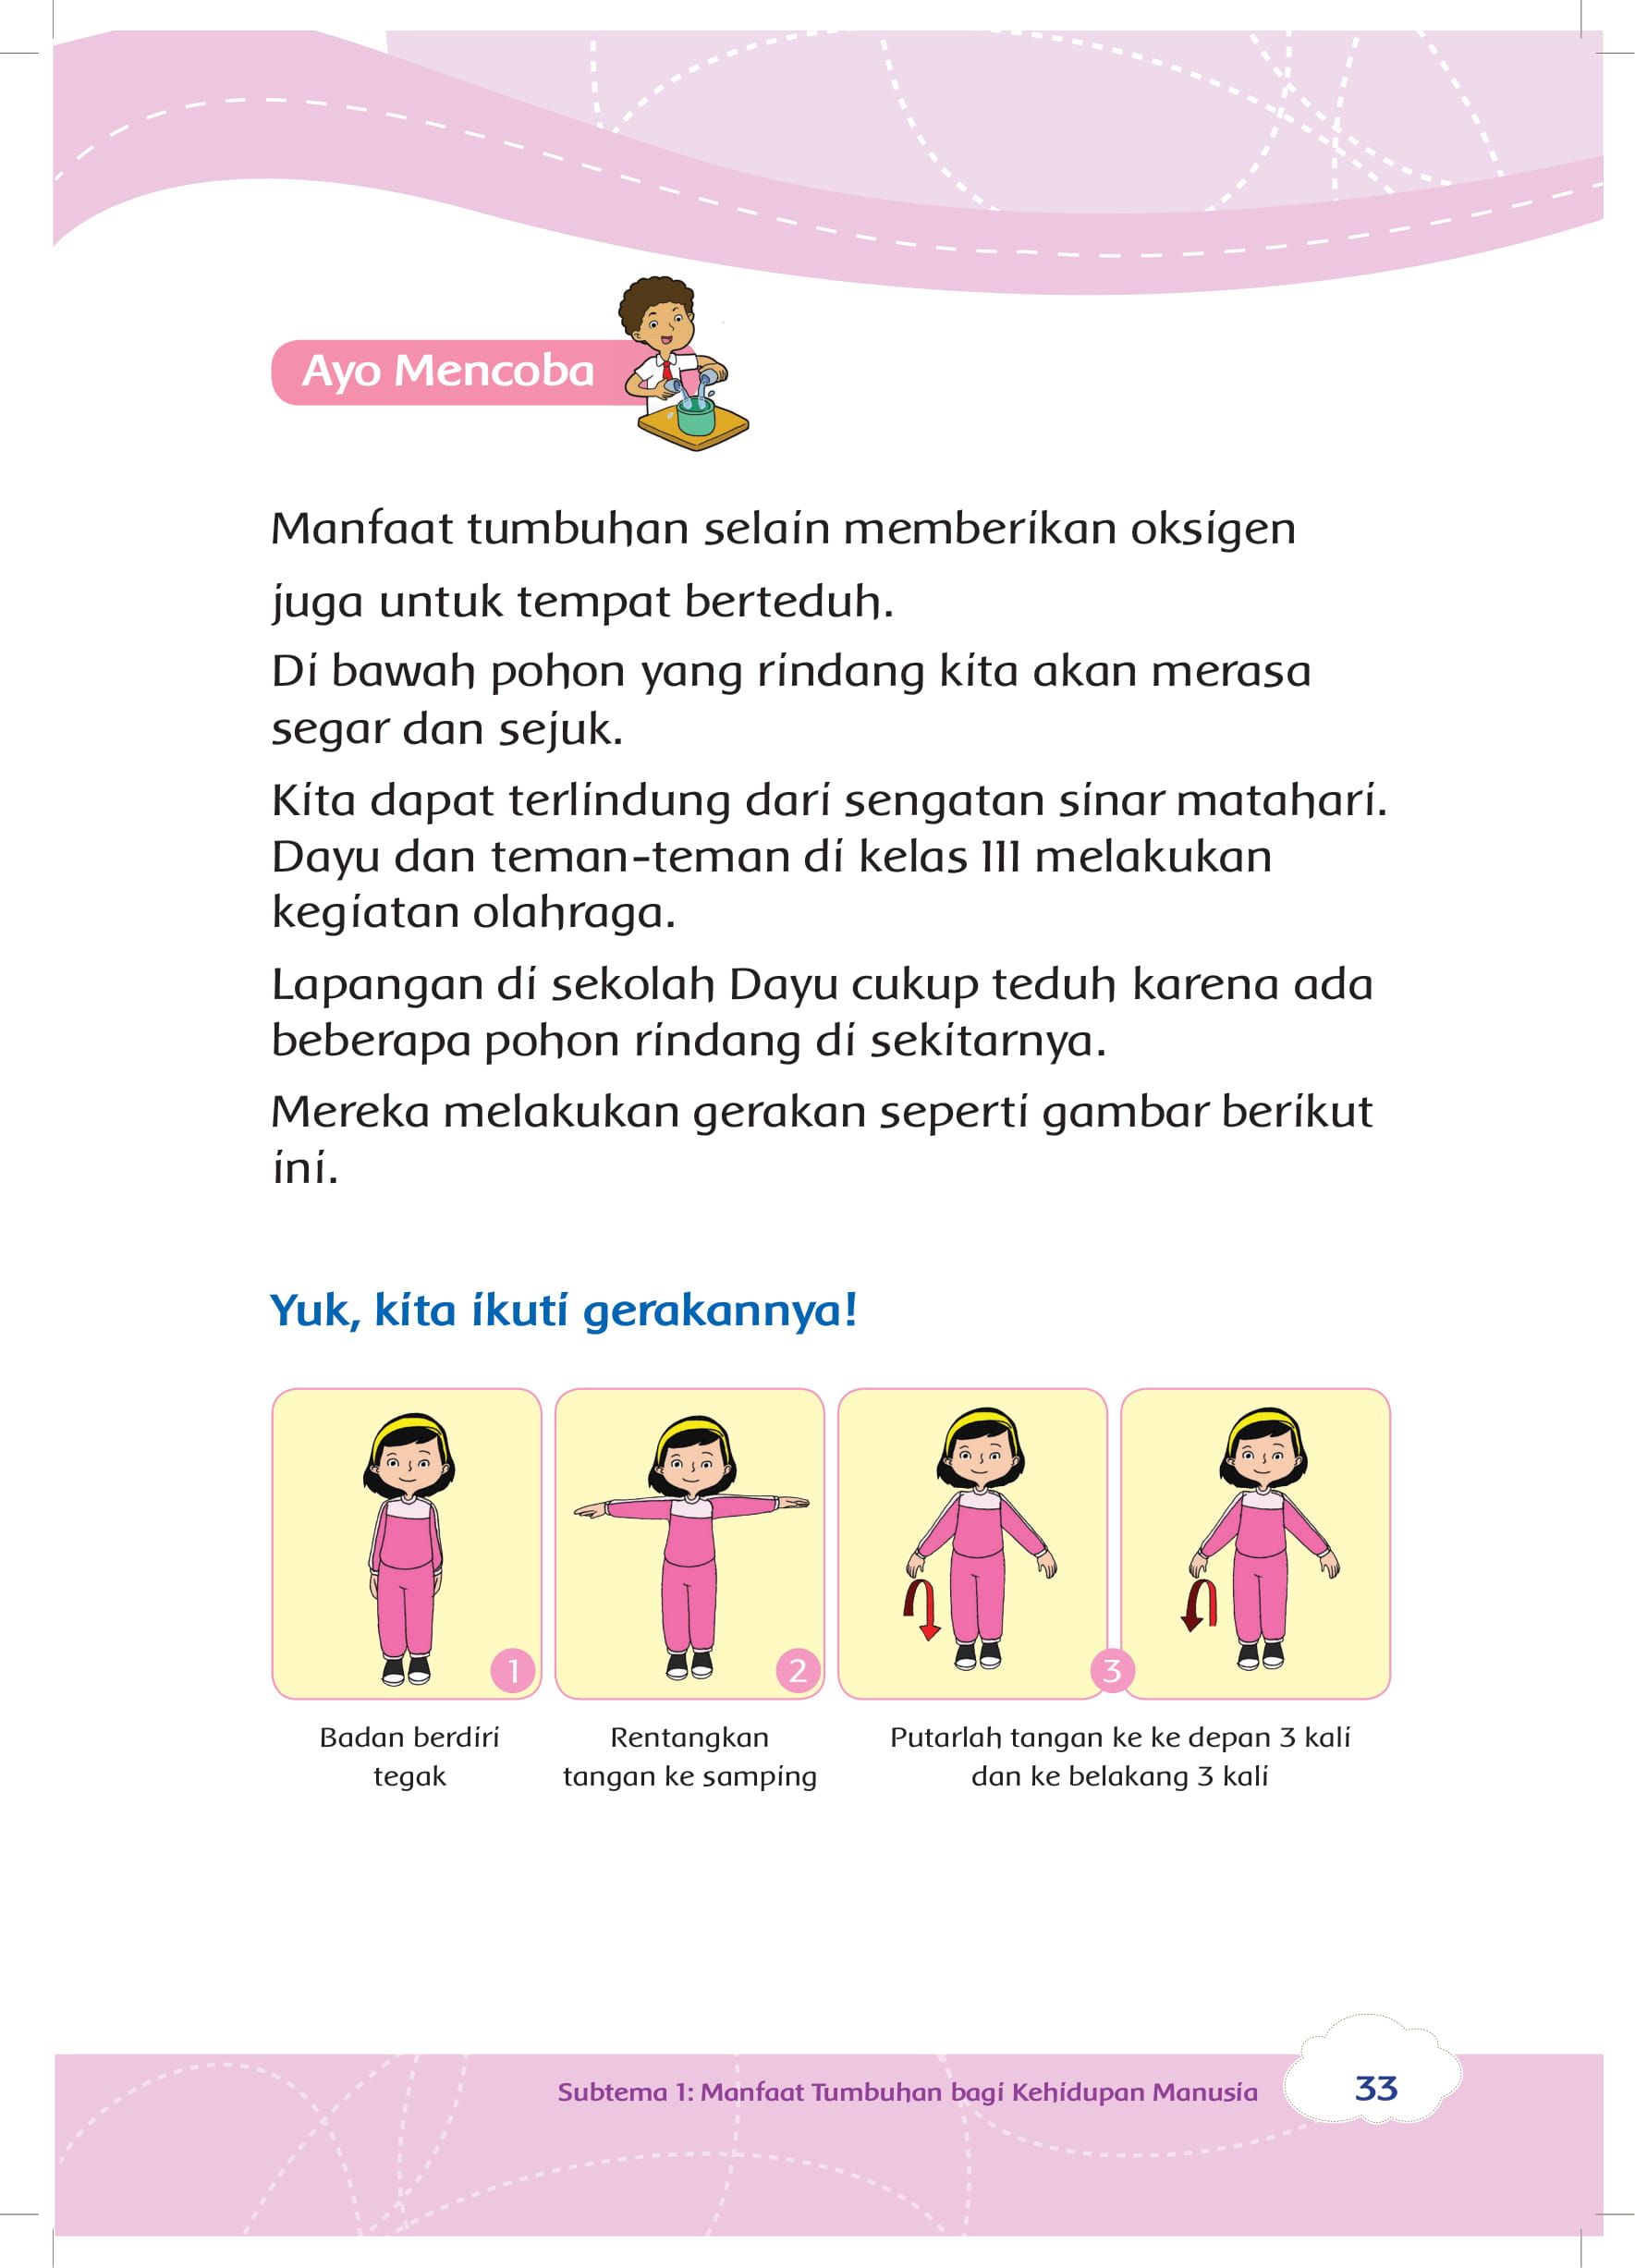 Ayo Mencoba
Manfaat tumbuhan selain memberikan oksigen
juga untuk tempat berteduh.
Di bawah pohon yang rindang kita akan merasa
segar dan sejuk.
Kita dapat terlindung dari sengatan sinar matahari.
Dayu dan teman-teman di kelas III melakukan
kegiatan olahraga.
Lapangan di sekolah Dayu cukup teduh karena ada
beberapa pohon rindang di sekitarnya.
Mereka melakukan gerakan seperti gambar berikut
ini.
Yuk, kita ikuti gerakannya!
1
2
3
Badan berdiri
tegak
Rentangkan
tangan ke samping
Putarlah tangan ke ke depan 3 kali
dan ke belakang 3 kali
Subtema 1: Manfaat Tumbuhan bagi Kehidupan Manusia
33